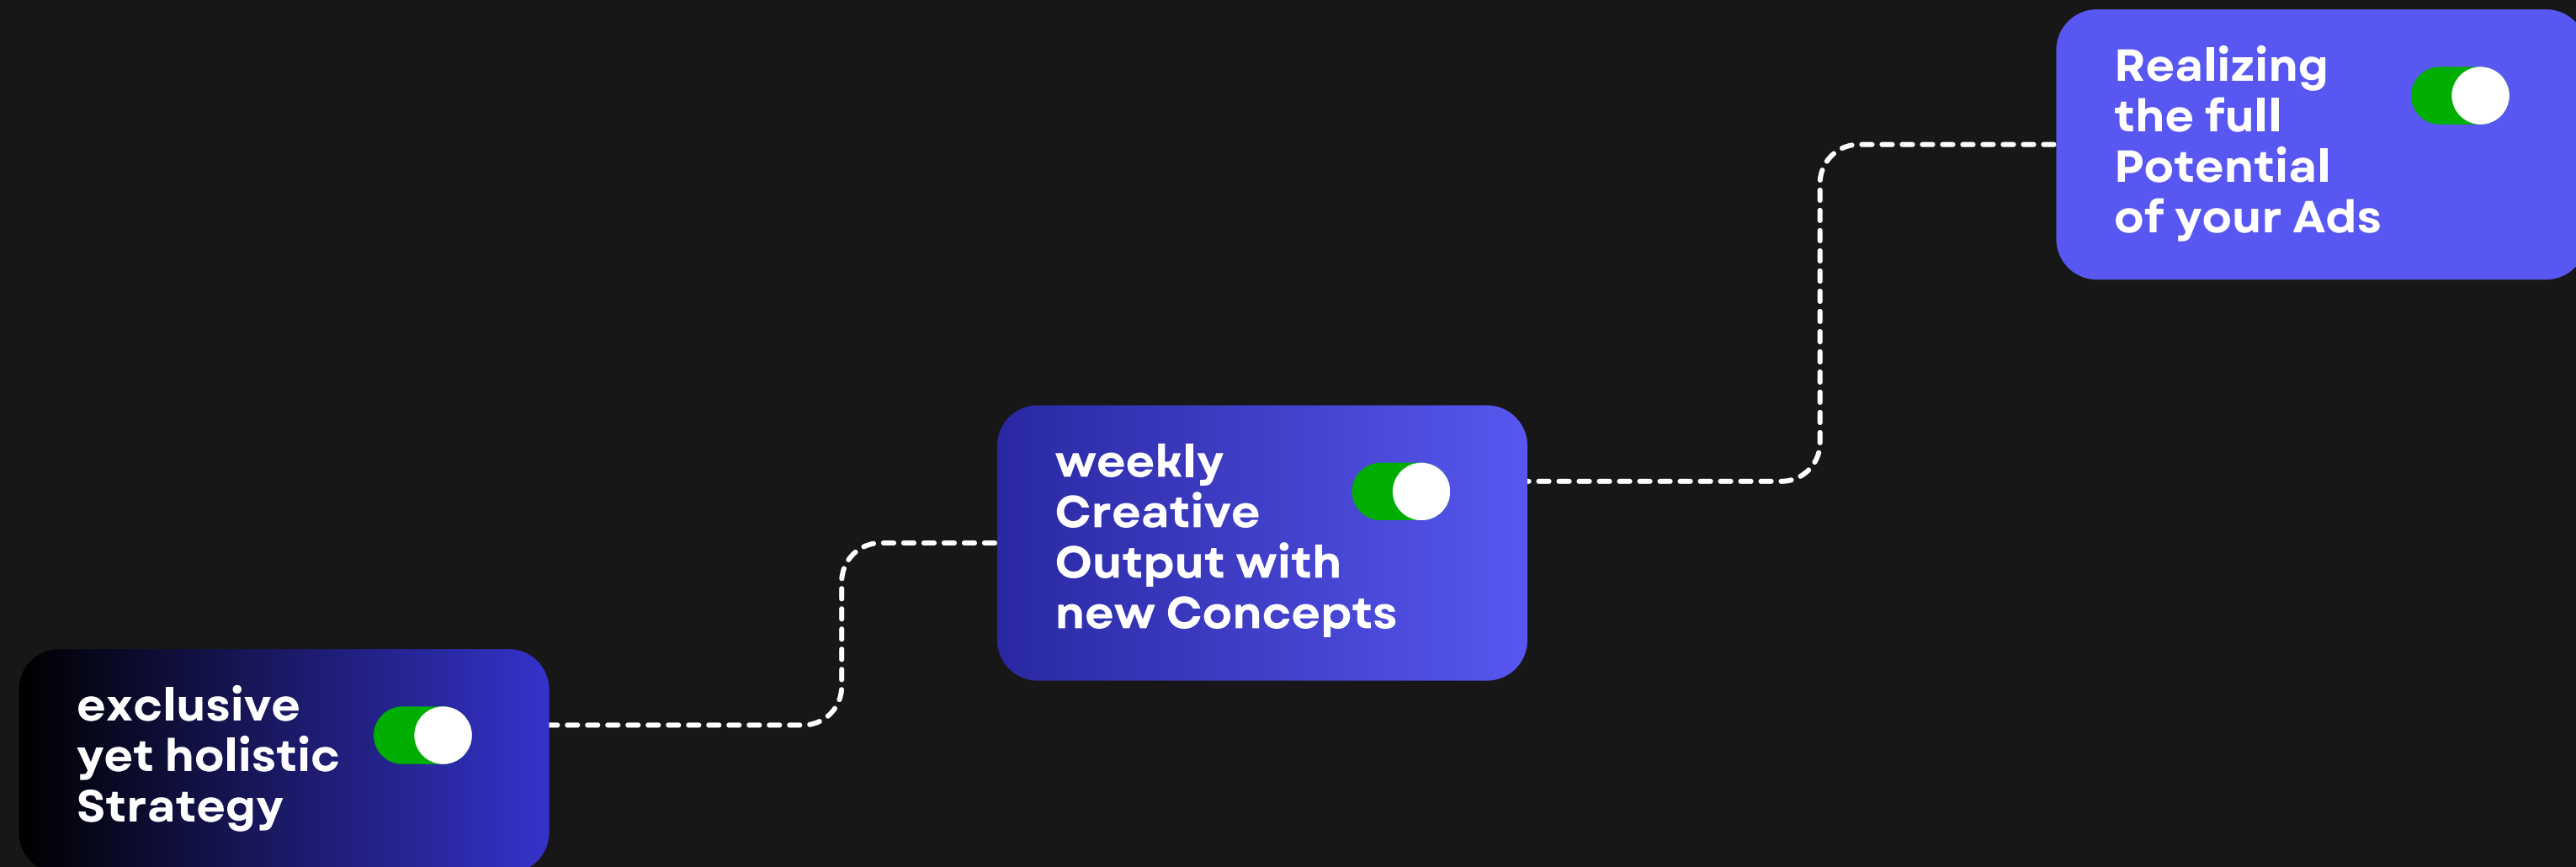 Realizing
the full
Potential
of your Ads
weekly
Creative
Output with
new Concepts
exclusive
yet holistic
Strategy